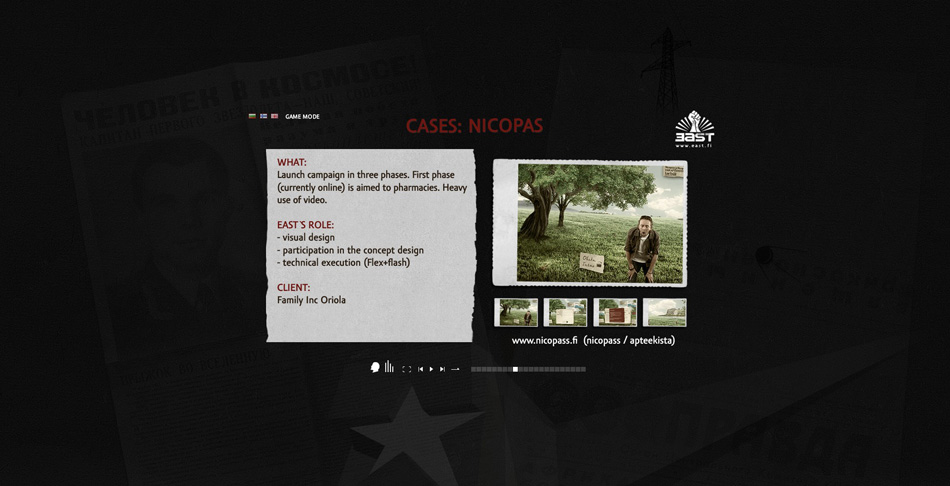 ЧЕЛОВЕК В КОСМОСЕ!
GAME MODE
CASES: NICOPAS
EAST
www.east.fi
WHAT:
Launch campaign in three phases. First phase
(currently online) is aimed to pharmacies. Heavy
use of video.
EAST´S ROLE:
- visual design
- participation in the concept design
- technical execution (Flex+flash)
CLIENT:
Family Inc Oriola
www.nicopass.fi (nicopass / apteekista)
ПРАВДА